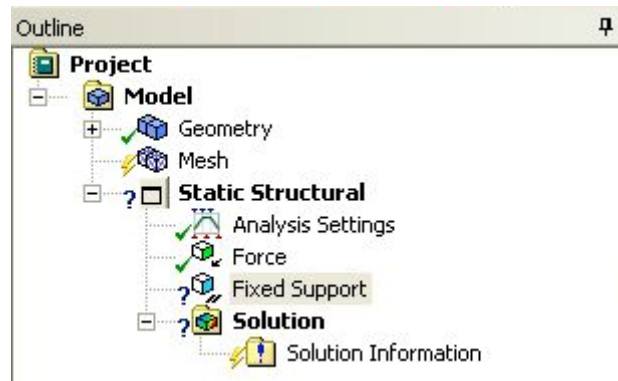 Outline
Project
Model
Geometry
Mesh
? Static Structural
Analysis Settings
Force
? Fixed Support
? Solution
Solution Information